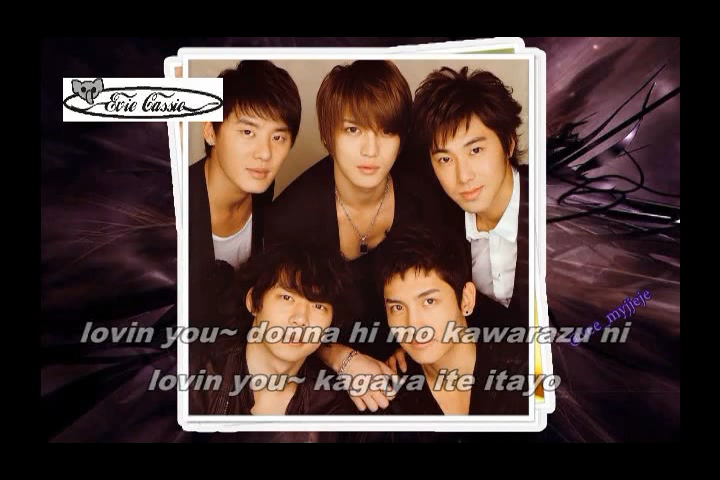 Evie Cassie
lovin you~ donna hi mo kawarazu ni
lovin you~ kagaya ite itayo